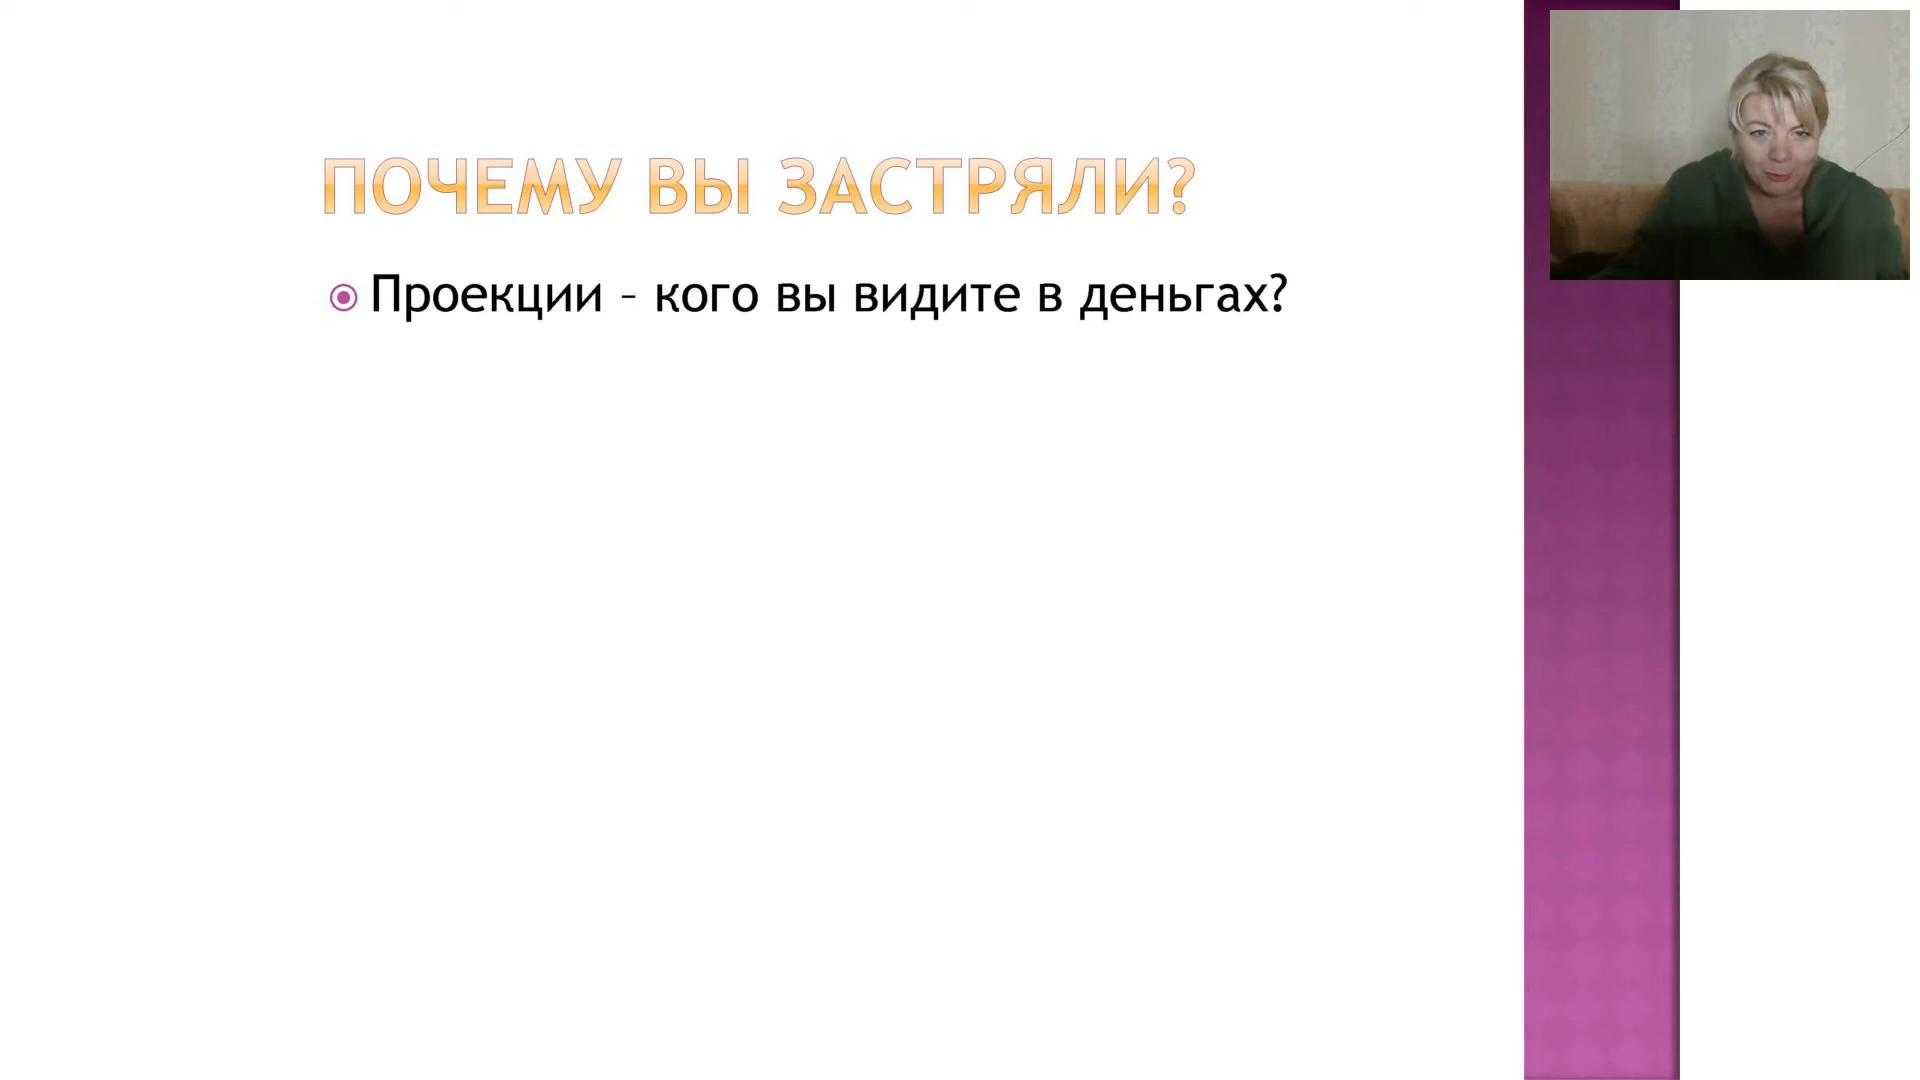 ПОЧЕМУ ВЫ ЗАСТРЯЛИ?
Проекции – кого вы видите в деньгах?